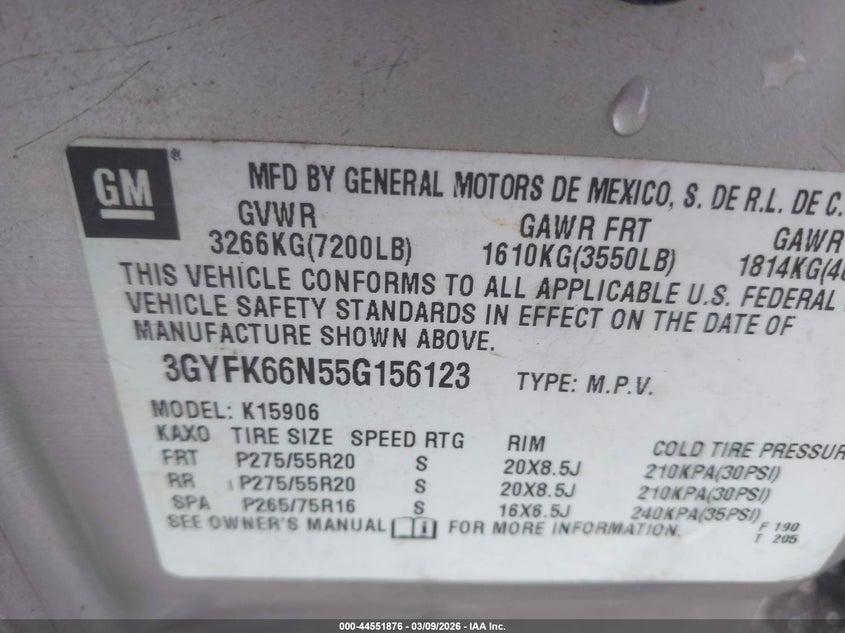 GM ® MFD BY GENERAL MOTORS DE MEXICO, S. DE R.L. DE C.
GVWR GAWR FRT GAWR
3266KG(7200LB) 1610KG(3550LB) 1814KG(40
THIS VEHICLE CONFORMS TO ALL APPLICABLE U.S. FEDERAL
VEHICLE SAFETY STANDARDS IN EFFECT ON THE DATE OF
MANUFACTURE SHOWN ABOVE.
3GYFK66N55G156123 TYPE: M.P.V.
MODEL: K15906
KAXO TIRE SIZE SPEED RTG RIM COLD TIRE PRESSUR
FRT P275/55R20 S 20X8.5J 210KPA(30PSI)
RR P275/55R20 S 20X8.5J 210KPA(30PSI)
SPA P265/75R16 S 16X6.5J 240KPA(35PSI)
SEE OWNER'S MANUAL i FOR MORE INFORMATION. F 190
T 205
000-44551876 | 03/09/2026 | IAA Inc.